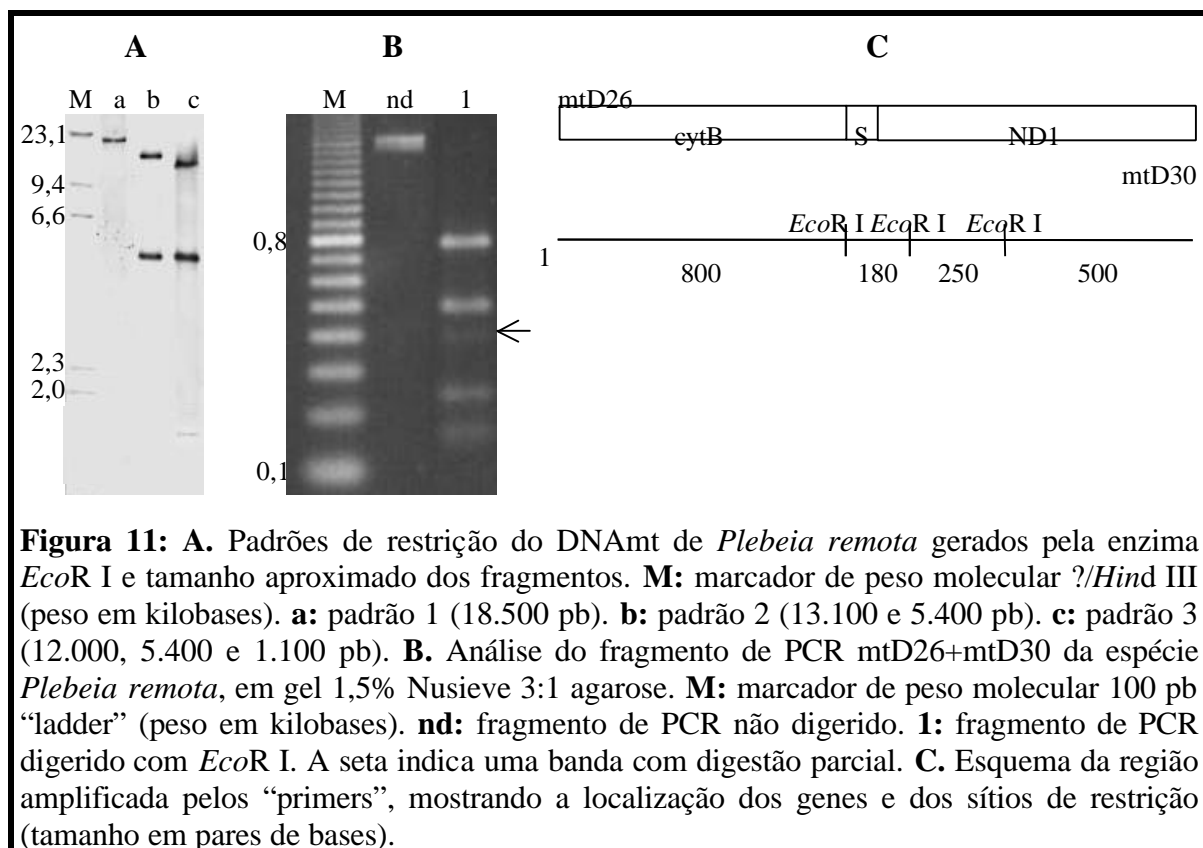 A B C
M a b c
23,1
9,4
6,6
2,3
2,0
M nd 1
0,8
0,1
mtD26
cytB S ND1
mtD30
EcoR I EcoR I EcoR I
1
800 180 250 500
Figura 11: A. Padrões de restrição do DNAmt de Plebeia remota gerados pela enzima
EcoR I e tamanho aproximado dos fragmentos. M: marcador de peso molecular ?/Hind III
(peso em kilobases). a: padrão 1 (18.500 pb). b: padrão 2 (13.100 e 5.400 pb). c: padrão 3
(12.000, 5.400 e 1.100 pb). B. Análise do fragmento de PCR mtD26+mtD30 da espécie
Plebeia remota, em gel 1,5% Nusieve 3:1 agarose. M: marcador de peso molecular 100 pb
“ladder” (peso em kilobases). nd: fragmento de PCR não digerido. 1: fragmento de PCR
digerido com EcoR I. A seta indica uma banda com digestão parcial. C. Esquema da região
amplificada pelos “primers”, mostrando a localização dos genes e dos sítios de restrição
(tamanho em pares de bases).